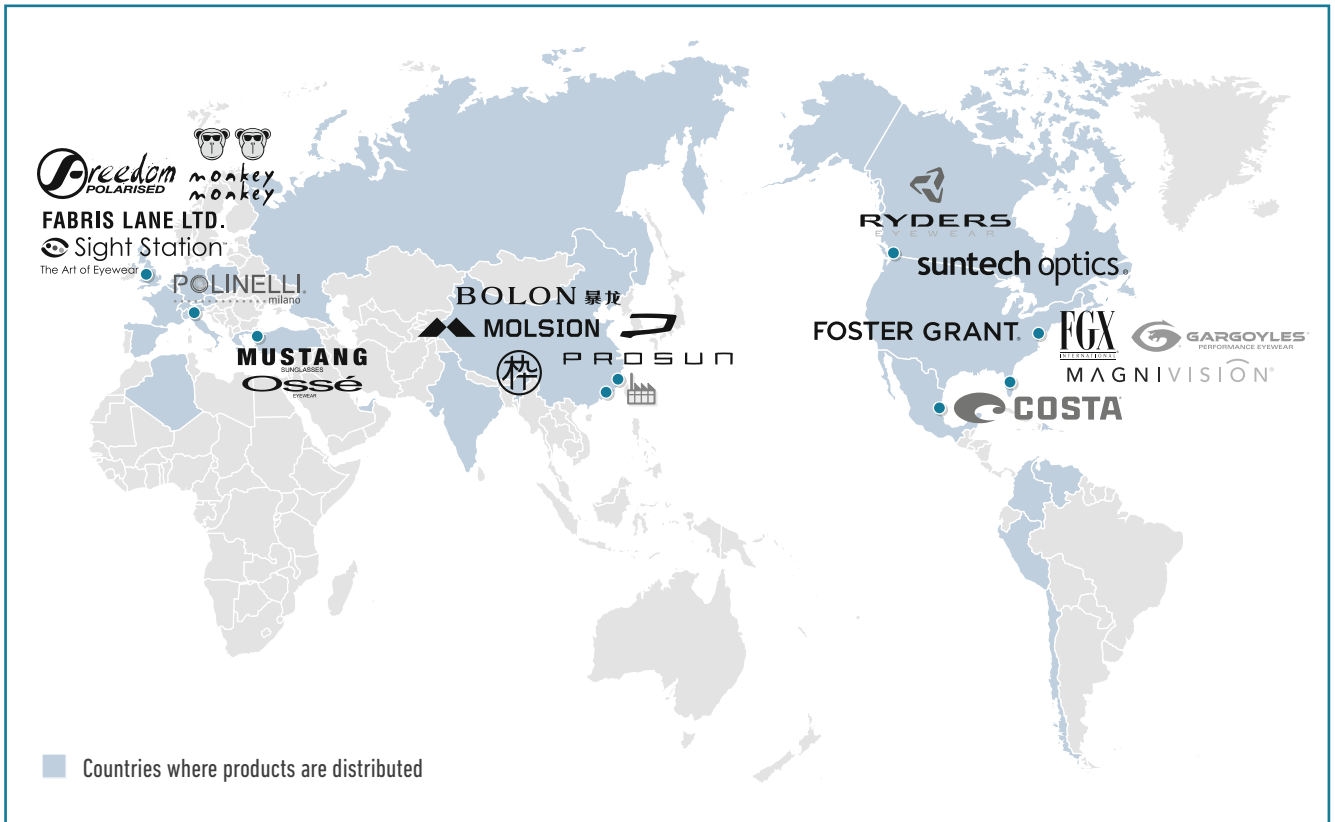 Freedom
POLARISED
monkey
monkey
FABRIS LANE LTD.
Sight Station™
The Art of Eyewear
POLINELLI.
milano
MUSTANG
SUNGLASSES
Ossé
EYEWEAR
BOLON 暴龙
MOLSION
PROSUN
枠
RYDERS
EYEWEAR
suntech optics®
FOSTER GRANT®
FGX
INTERNATIONAL
GARGOYLES®
PERFORMANCE EYEWEAR
MAGNIVISION®
COSTA®
Countries where products are distributed